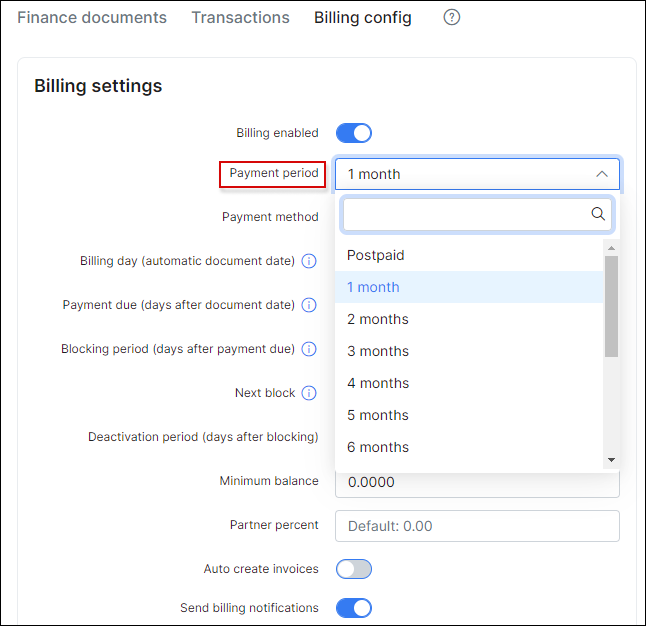 Finance documents Transactions Billing config ?
Billing settings
Billing enabled
Payment period 1 month
Payment method
Postpaid
Billing day (automatic document date) i
1 month
Payment due (days after document date) i
2 months
Blocking period (days after payment due) i
3 months
Next block i
4 months
5 months
Deactivation period (days after blocking)
6 months
Minimum balance 0.0000
Partner percent Default: 0.00
Auto create invoices
Send billing notifications